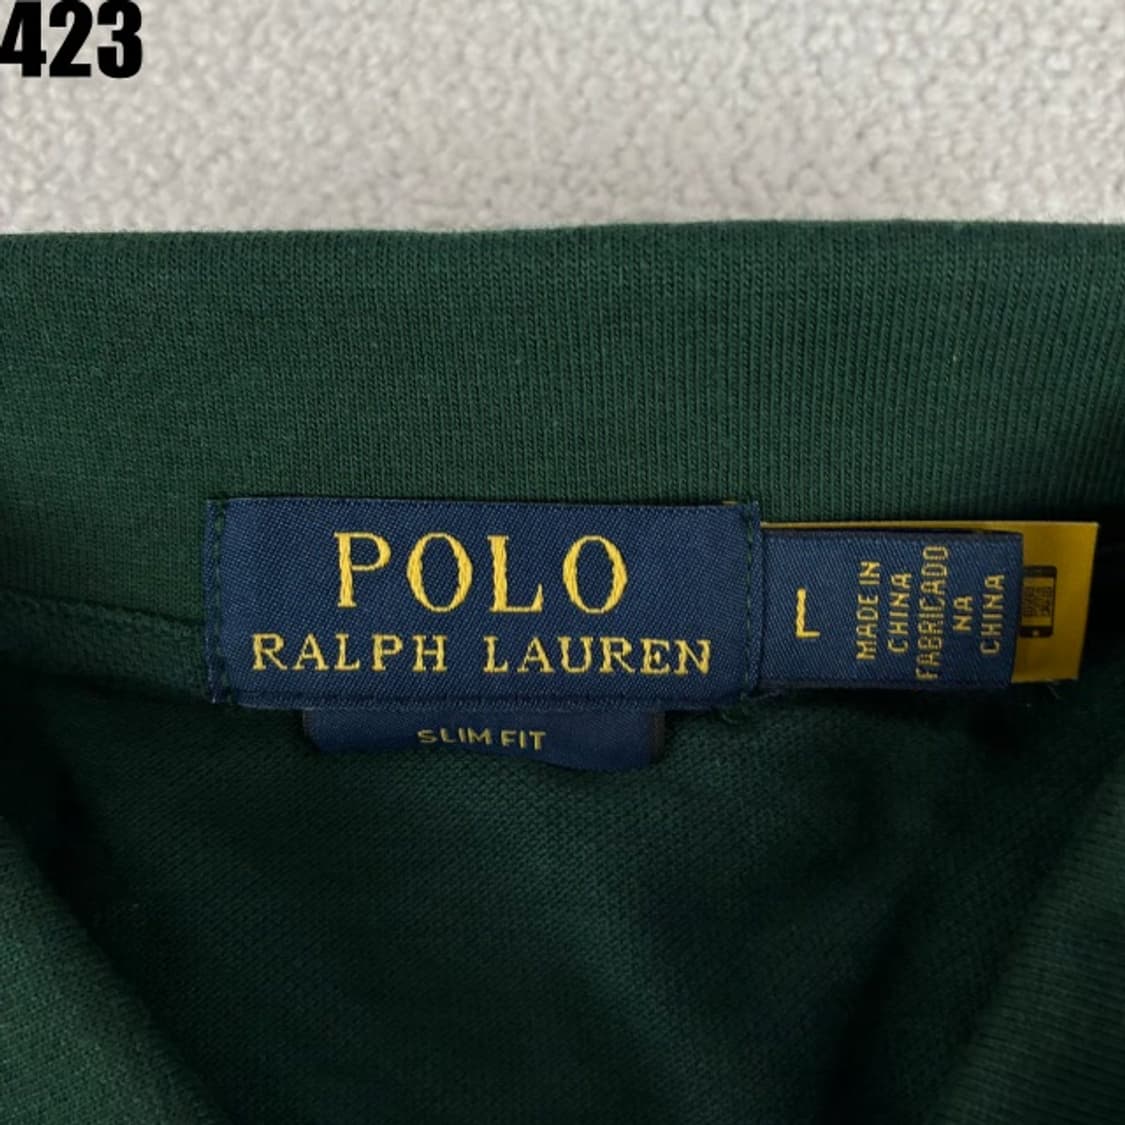 423
POLO
RALPH LAUREN
SLIM FIT
L
MADE IN
CHINA
FABRICADO
NA
CHINA